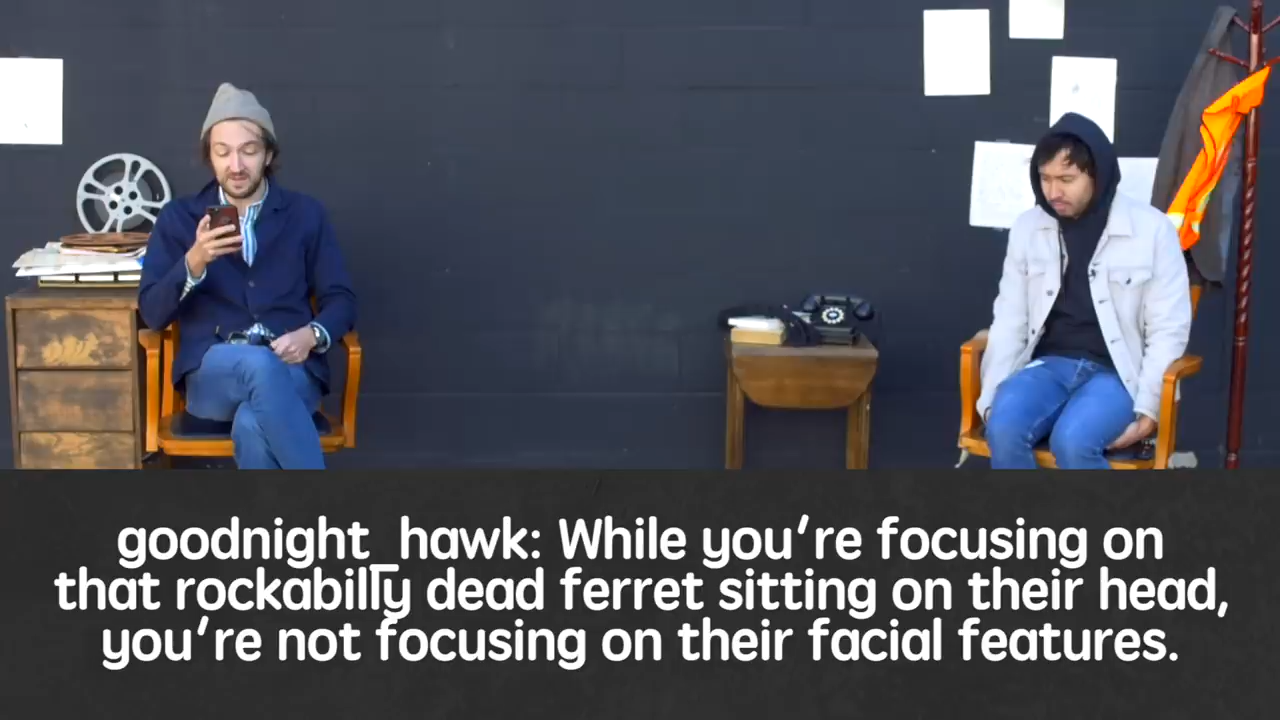 goodnight_hawk: While you're focusing on
that rockabilly dead ferret sitting on their head,
you're not focusing on their facial features.